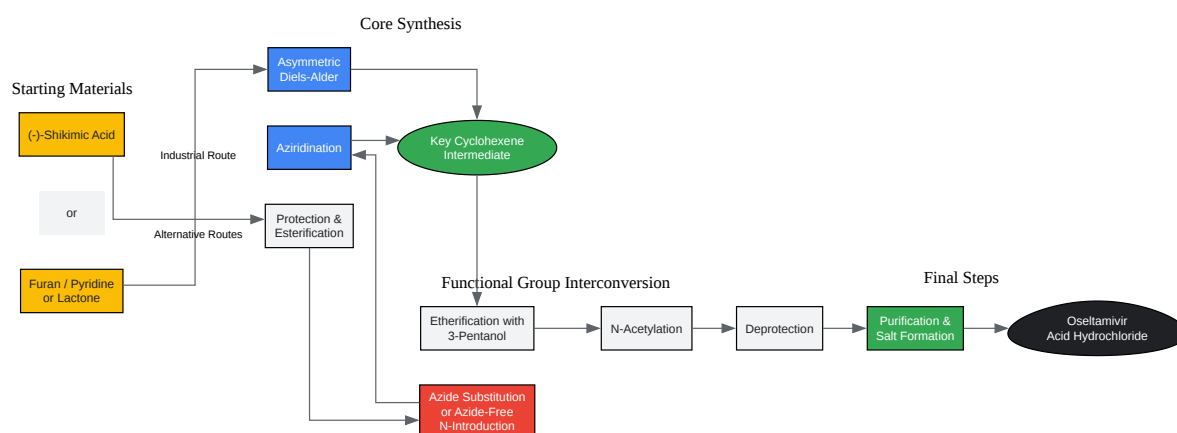 Core Synthesis
Starting Materials
Asymmetric
Diels-Alder
(-)-Shikimic Acid
Industrial Route
Aziridination
Key Cyclohexene
Intermediate
or
Alternative Routes
Protection &
Esterification
Furan / Pyridine
or Lactone
Functional Group Interconversion
Final Steps
Etherification with
3-Pentanol
N-Acetylation
Deprotection
Purification &
Salt Formation
Oseltamivir
Acid Hydrochloride
Azide Substitution
or Azide-Free
N-Introduction